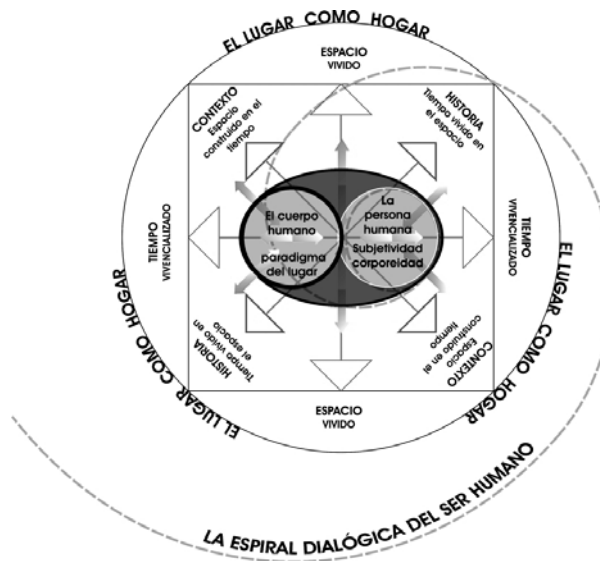 EL LUGAR COMO HOGAR
ESPACIO
VIVIDO
CONTEXTO
Espacio
construido en el
tiempo
HISTORIA
Tiempo vivido en
el espacio
TIEMPO
VIVENCIALIZADO
El cuerpo
humano
paradigma
del lugar
La
persona
humana
Subjetividad
corporeidad
TIEMPO
VIVENCIALIZADO
HISTORIA
Tiempo vivido en
el espacio
CONTEXTO
Espacio
construido en el
tiempo
ESPACIO
VIVIDO
EL LUGAR COMO HOGAR
EL LUGAR COMO HOGAR
LA ESPIRAL DIALÓGICA DEL SER HUMANO